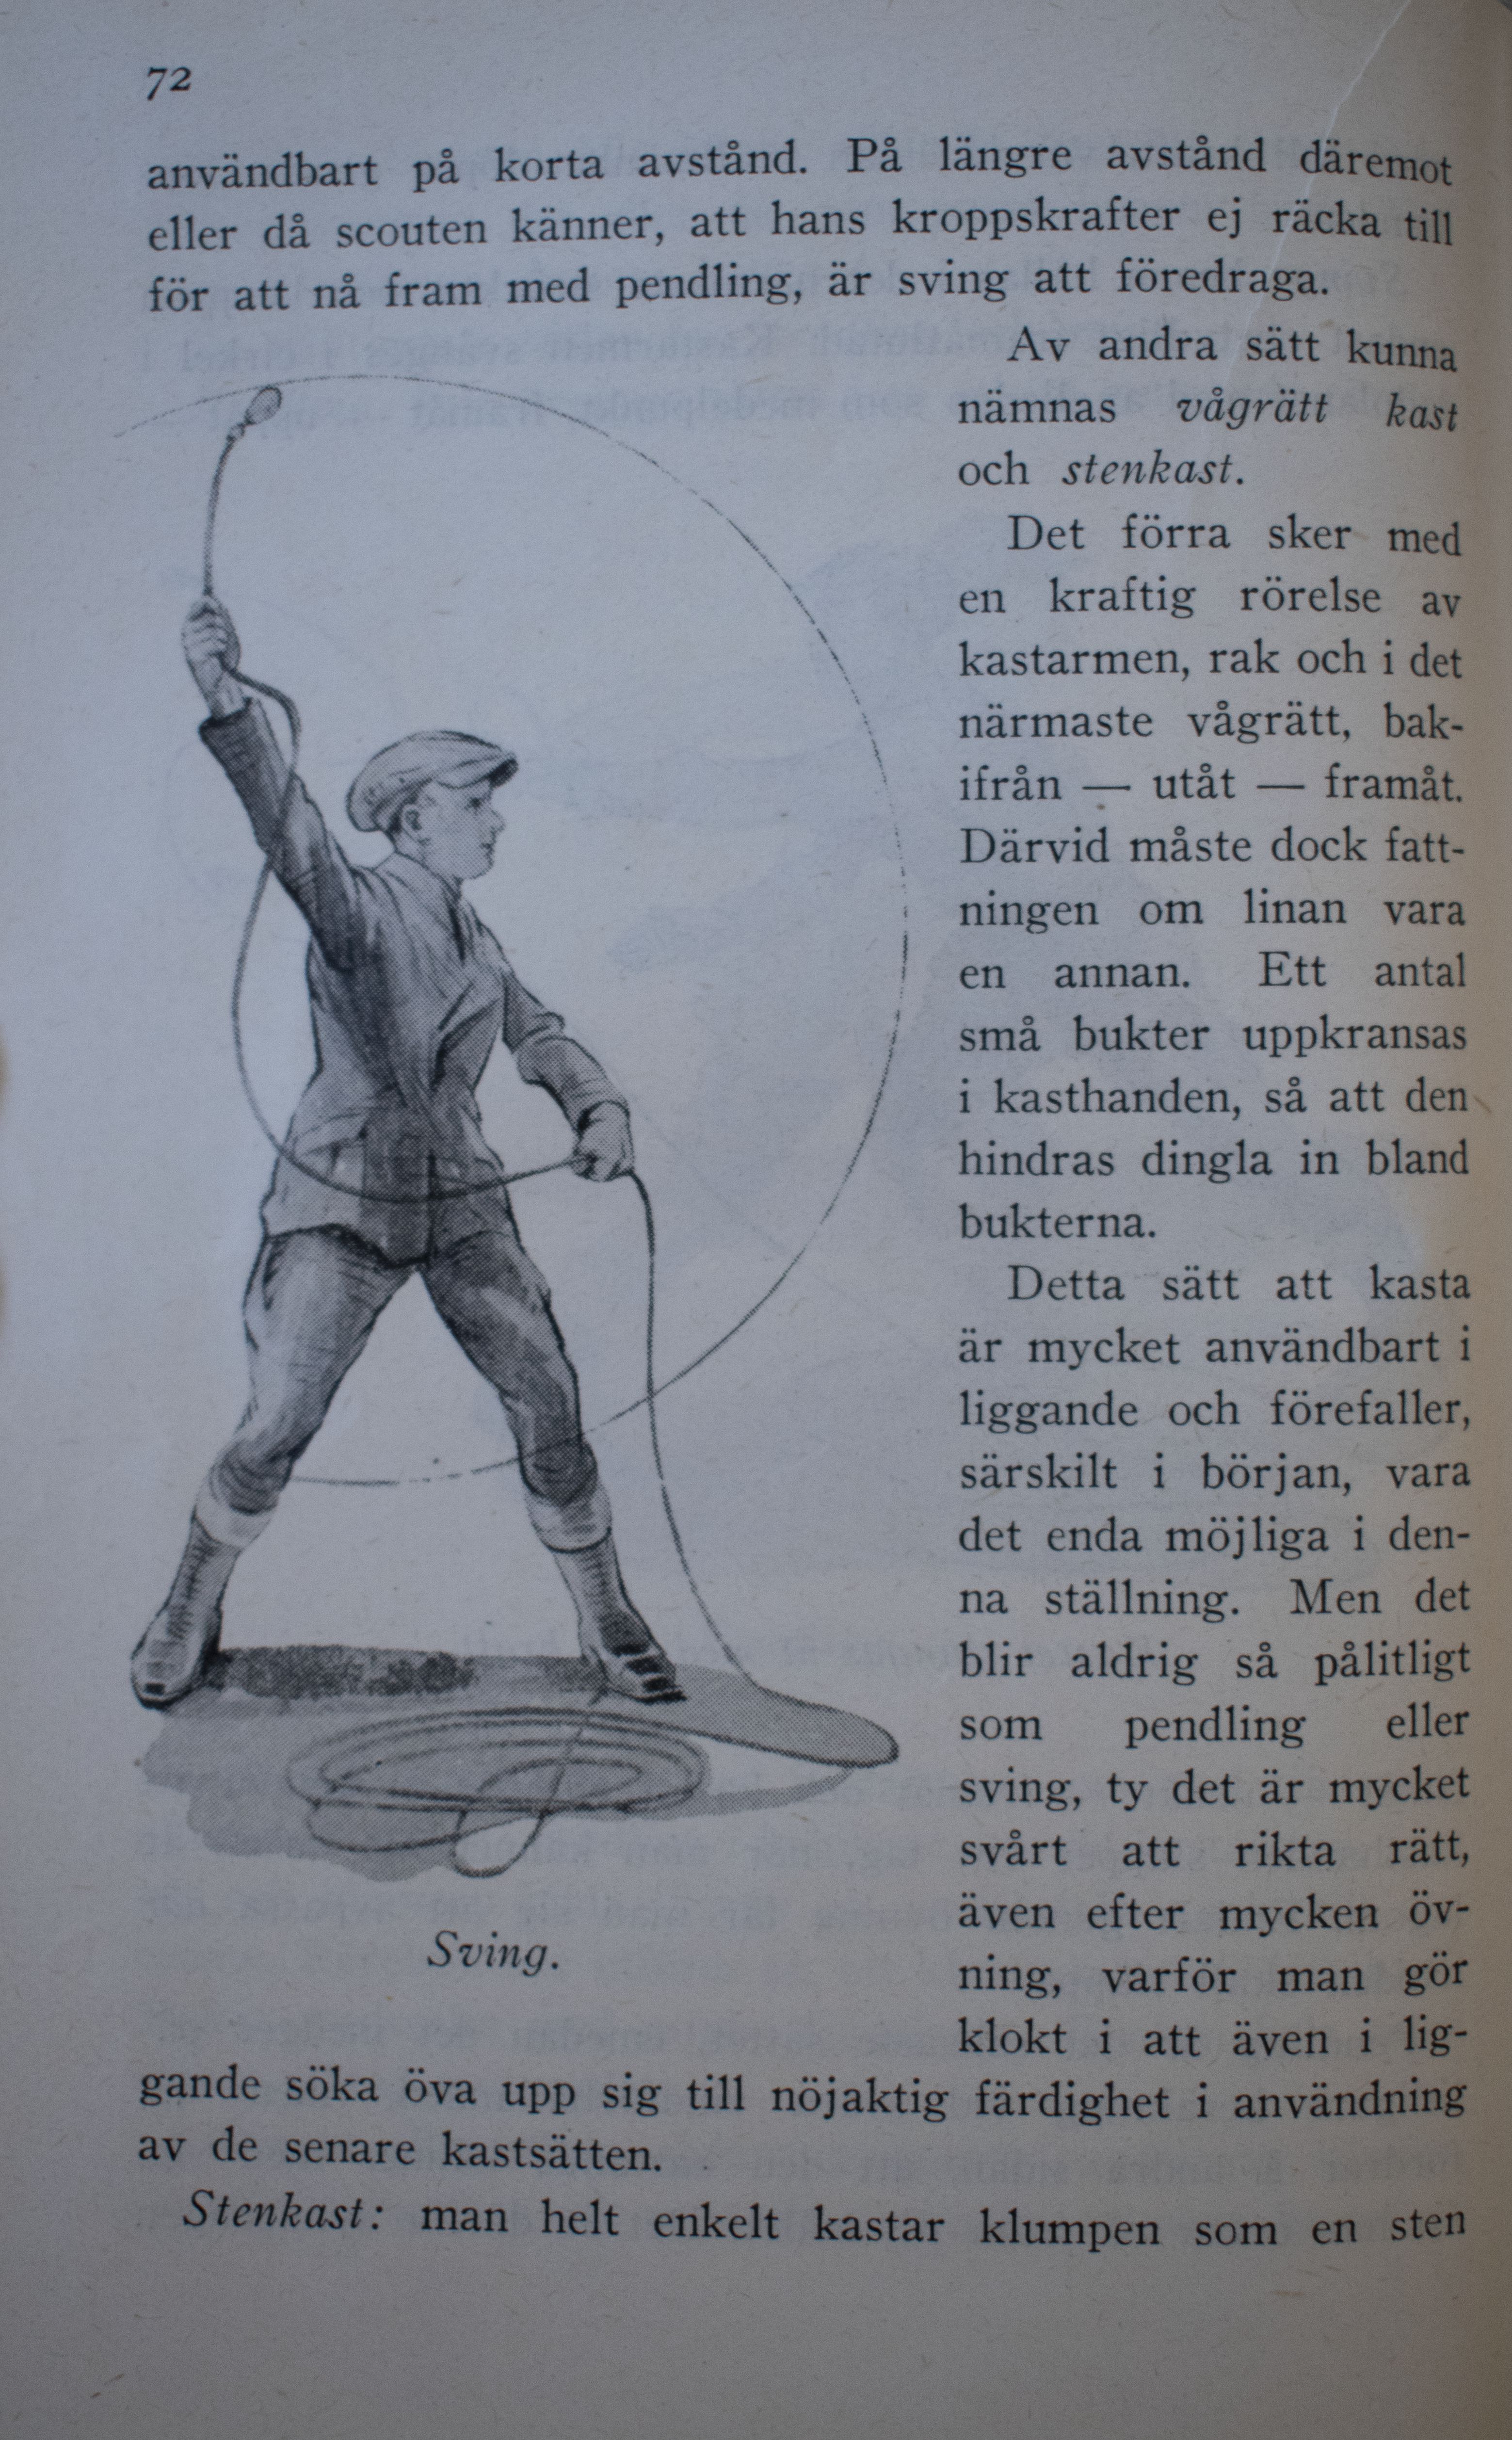 72
användbart på korta avstånd. På längre avstånd däremot
eller då scouten känner, att hans kroppskrafter ej räcka till
för att nå fram med pendling, är sving att föredraga.
Av andra sätt kunna
nämnas vågrätt kast
och stenkast.
Det förra sker med
en kraftig rörelse av
kastarmen, rak och i det
närmaste vågrätt, bak-
ifrån — utåt — framåt.
Därvid måste dock fatt-
ningen om linan vara
en annan. Ett antal
små bukter uppkransas
i kasthanden, så att den
hindras dingla in bland
bukterna.
Detta sätt att kasta
är mycket användbart i
liggande och förefaller,
särskilt i början, vara
det enda möjliga i den-
na ställning. Men det
blir aldrig så pålitligt
som pendling eller
sving, ty det är mycket
svårt att rikta rätt,
även efter mycken öv-
ning, varför man gör
klokt i att även i lig-
gande söka öva upp sig till nöjaktig färdighet i användning
av de senare kastsätten.
Stenkast: man helt enkelt kastar klumpen som en sten
Sving.